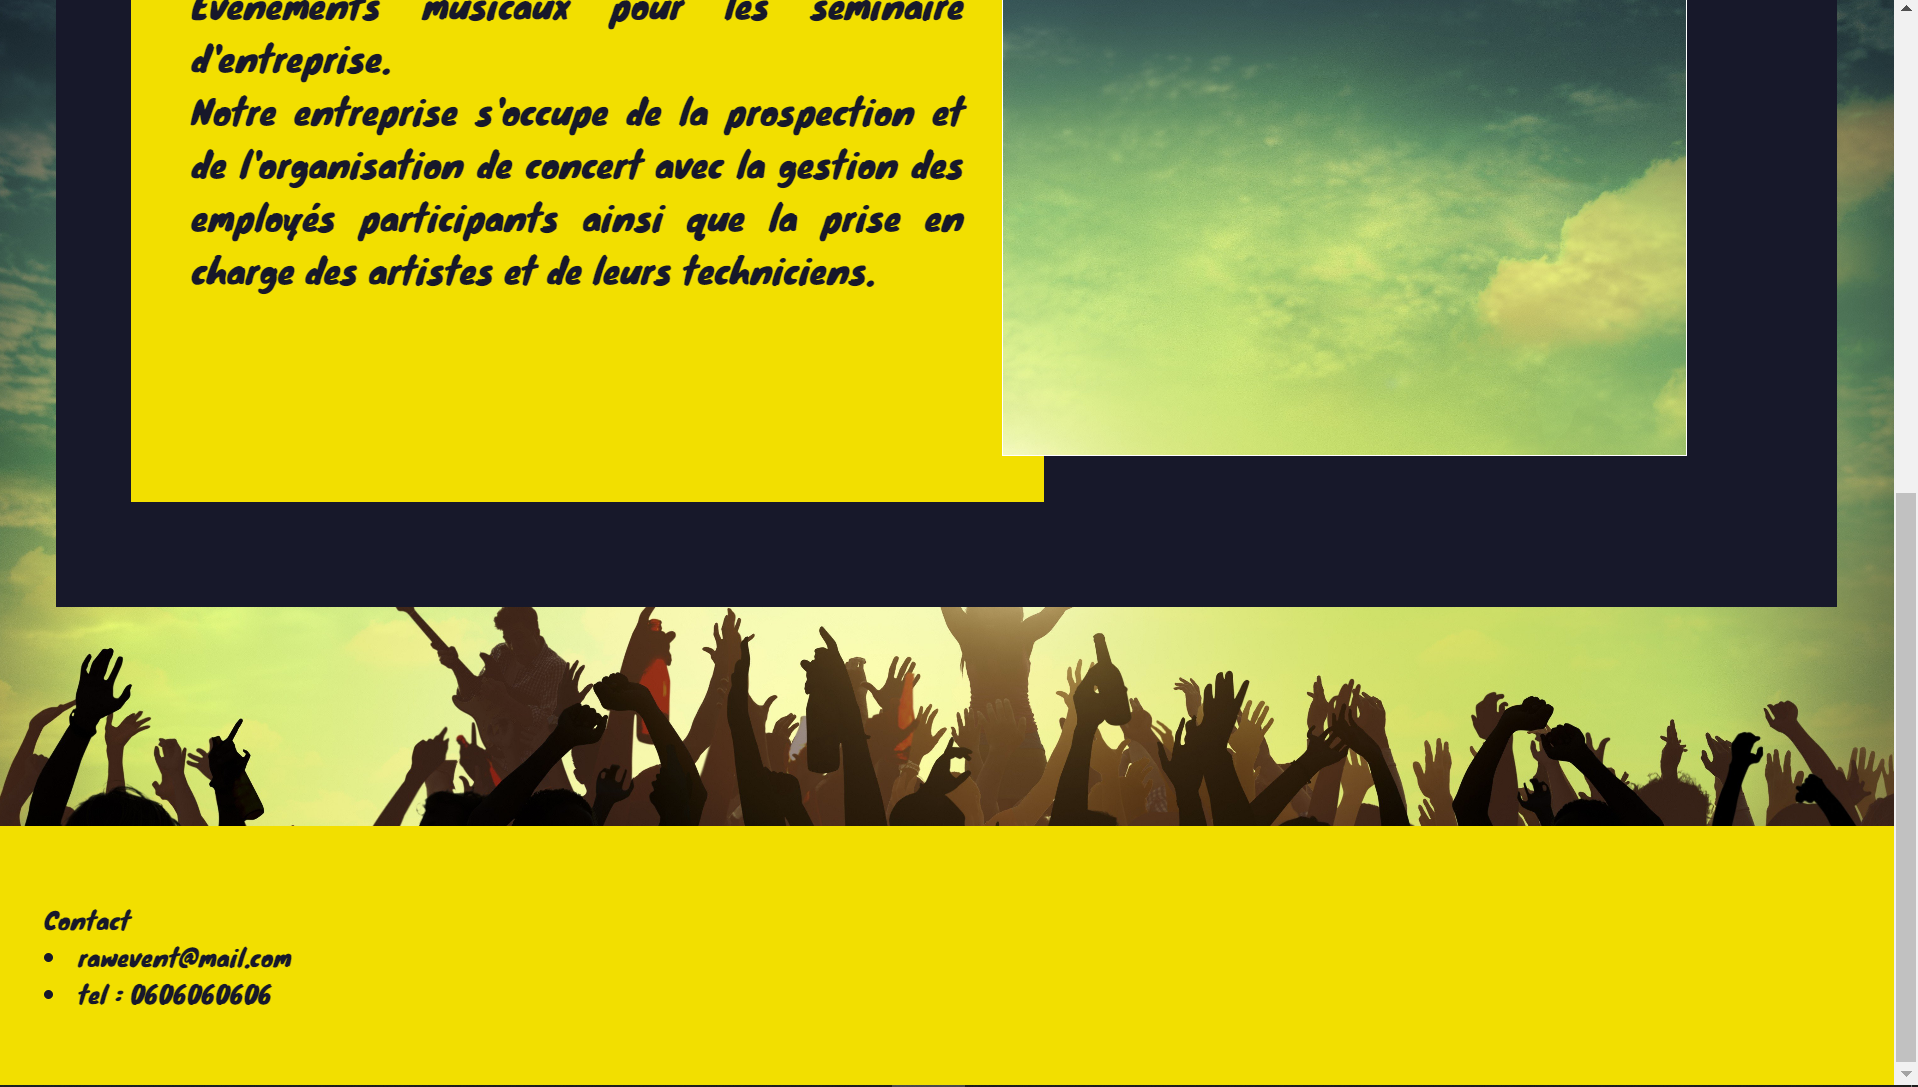 Evènements musicaux pour les séminaire
d'entreprise.
Notre entreprise s'occupe de la prospection et
de l'organisation de concert avec la gestion des
employés participants ainsi que la prise en
charge des artistes et de leurs techniciens.
Contact
• rawevent@mail.com
• tel : 0606060606